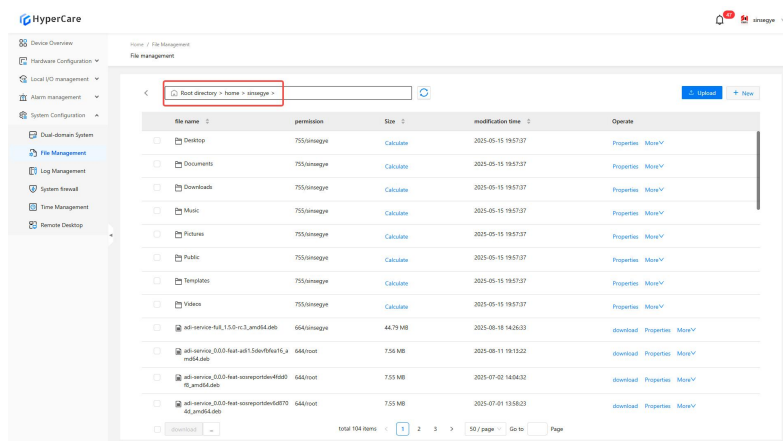 HyperCare
47
sinsegye
Device Overview
Hardware Configuration
Local I/O management
Alarm management
System Configuration
Dual-domain System
File Management
Log Management
System firewall
Time Management
Remote Desktop
Home / File Management
File management
Root directory > home > sinsegye >
Upload
+ New
file name permission Size modification time Operate
Desktop 755/sinsegye Calculate 2025-05-15 19:57:37 Properties More
Documents 755/sinsegye Calculate 2025-05-15 19:57:37 Properties More
Downloads 755/sinsegye Calculate 2025-05-15 19:57:37 Properties More
Music 755/sinsegye Calculate 2025-05-15 19:57:37 Properties More
Pictures 755/sinsegye Calculate 2025-05-15 19:57:37 Properties More
Public 755/sinsegye Calculate 2025-05-15 19:57:37 Properties More
Templates 755/sinsegye Calculate 2025-05-15 19:57:37 Properties More
Videos 755/sinsegye Calculate 2025-05-15 19:57:37 Properties More
adi-service-full_1.5.0-rc.3_amd64.deb 664/sinsegye 44.79 MB 2025-08-18 14:26:33 download Properties More
adi-service_0.0.0-feat-adi1.5devfbfea16_a 644/root 7.56 MB 2025-08-11 19:13:22 download Properties More
md64.deb
adi-service_0.0.0-feat-sosreportdev4fdd0 644/root 7.55 MB 2025-07-02 14:04:32 download Properties More
f6_amd64.deb
adi-service_0.0.0-feat-sosreportdev6d870 644/root 7.55 MB 2025-07-01 13:58:23 download Properties More
4d_amd64.deb
download ... total 104 items < 1 2 3 > 50 / page Go to Page